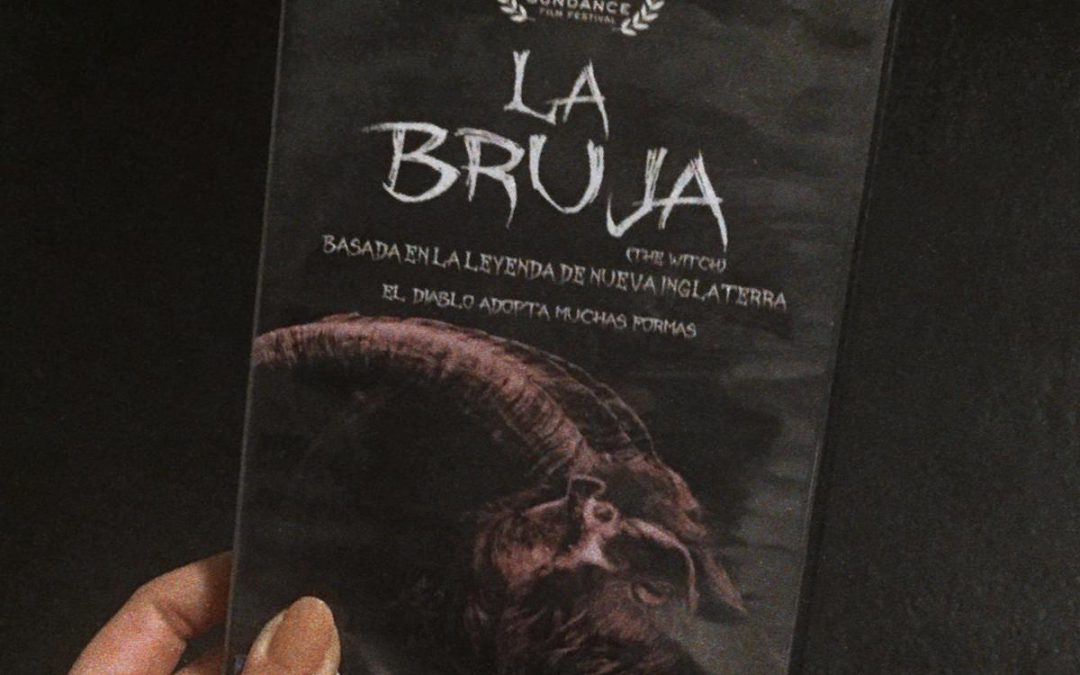 SUNDANCE
FILM FESTIVAL
LA
BRUJA
(THE WITCH)
BASADA EN LA LEYENDA DE NUEVA INGLATERRA
EL DIABLO ADOPTA MUCHAS FORMAS